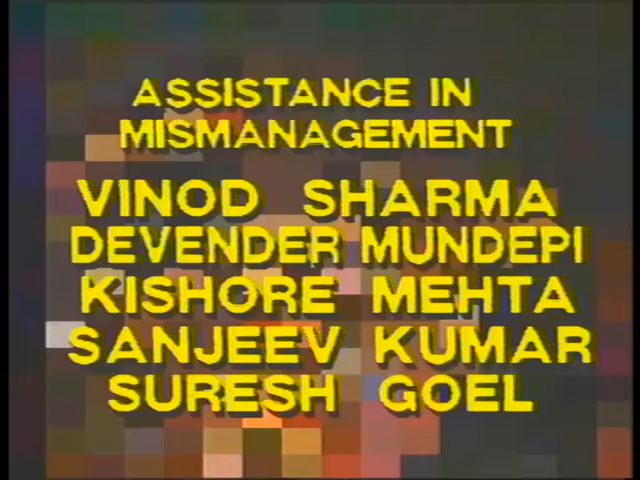 ASSISTANCE IN
MISMANAGEMENT
VINOD SHARMA
DEVENDER MUNDEPI
KISHORE MEHTA
SANJEEV KUMAR
SURESH GOEL